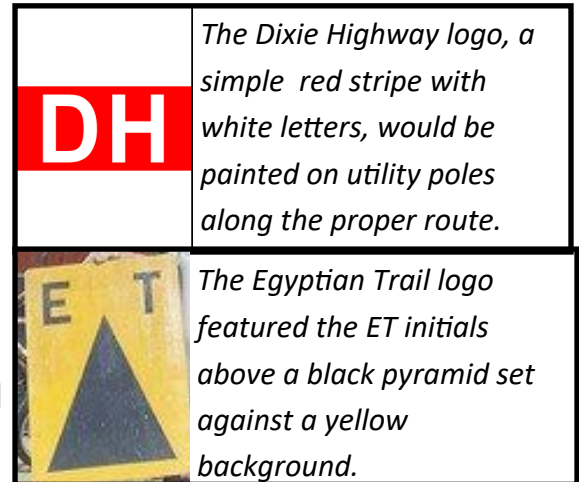 DH
The Dixie Highway logo, a
simple  red stripe with
white letters, would be
painted on utility poles
along the proper route.
E T
The Egyptian Trail logo
featured the ET initials
above a black pyramid set
against a yellow
background.